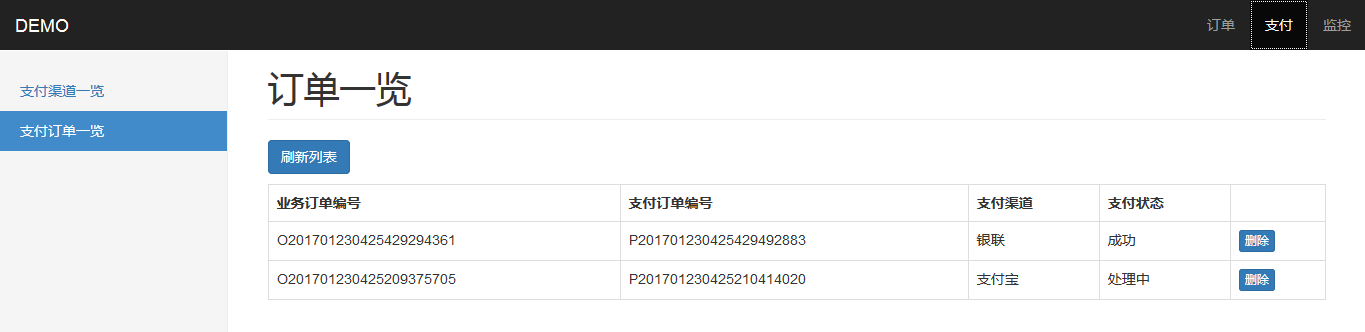 DEMO 订单 支付 监控
支付渠道一览
支付订单一览
订单一览
刷新列表
业务订单编号 支付订单编号 支付渠道 支付状态
O201701230425429294361 P201701230425429492883 银联 成功 删除
O201701230425209375705 P201701230425210414020 支付宝 处理中 删除